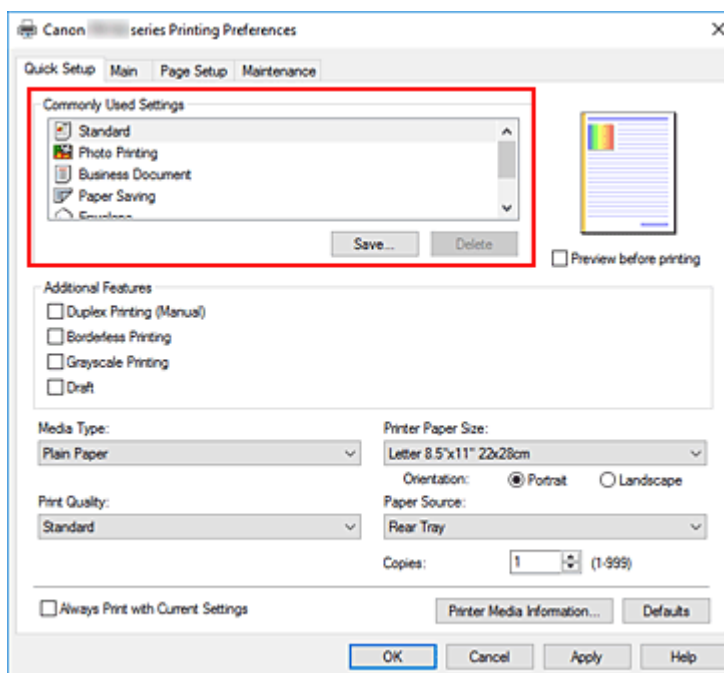 Canon series Printing Preferences
Quick Setup Main Page Setup Maintenance
Commonly Used Settings
Standard
Photo Printing
Business Document
Paper Saving
Envelope
Save... Delete
Preview before printing
Additional Features
Duplex Printing (Manual)
Borderless Printing
Grayscale Printing
Draft
Media Type: Printer Paper Size:
Plain Paper Letter 8.5"x11" 22x28cm
Orientation: Portrait Landscape
Print Quality: Paper Source:
Standard Rear Tray
Copies: 1 (1-999)
Always Print with Current Settings Printer Media Information... Defaults
OK Cancel Apply Help